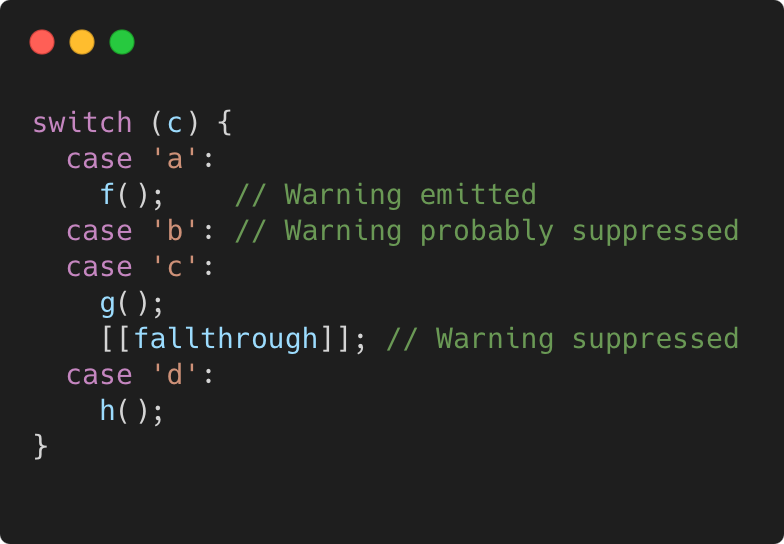 switch (c) {
  case 'a':
    f();    // Warning emitted
  case 'b': // Warning probably suppressed
  case 'c':
    g();
    [[fallthrough]]; // Warning suppressed
  case 'd':
    h();
}